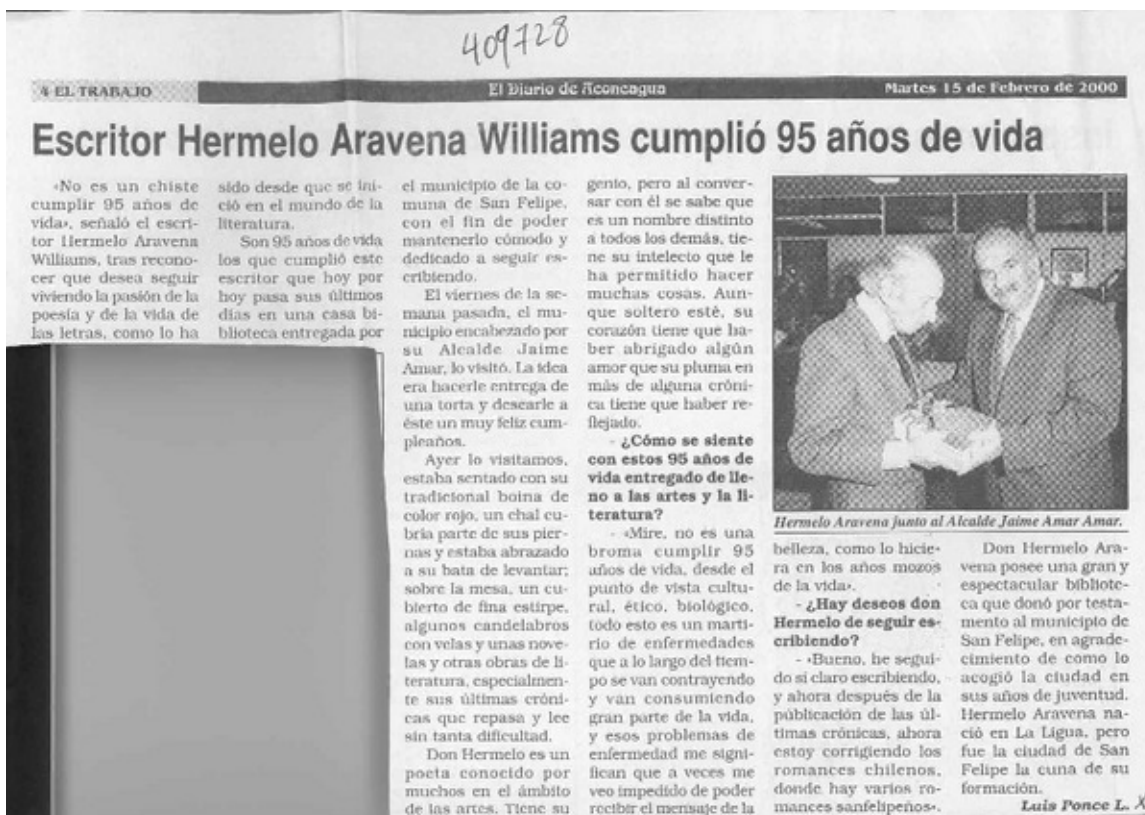 409728
4 EL TRABAJO
El Diario de Aconcagua
Martes 15 de Febrero de 2000
Escritor Hermelo Aravena Williams cumplió 95 años de vida
«No es un chiste
cumplir 95 años de
vida», señaló el escri-
tor Hermelo Aravena
Williams, tras recono-
cer que desea seguir
viviendo la pasión de la
poesía y de la vida de
las letras, como lo ha
sido desde que se ini-
ció en el mundo de la
literatura.
Son 95 años de vida
los que cumplió este
escritor que hoy por
hoy pasa sus últimos
días en una casa bi-
blioteca entregada por
el municipio de la co-
muna de San Felipe,
con el fin de poder
mantenerlo cómodo y
dedicado a seguir es-
cribiendo.
El viernes de la se-
mana pasada, el mu-
nicipio encabezado por
su Alcalde Jaime
Amar, lo visitó. La idea
era hacerle entrega de
una torta y desearle a
éste un muy feliz cum-
pleaños.
Ayer lo visitamos,
estaba sentado con su
tradicional boina de
color rojo, un chal cu-
bría parte de sus pier-
nas y estaba abrazado
a su bata de levantar;
sobre la mesa, un cu-
bierto de fina estirpe,
algunos candelabros
con velas y unas nove-
las y otras obras de li-
teratura, especialmen-
te sus últimas cróni-
cas que repasa y lee
sin tanta dificultad.
Don Hermelo es un
poeta conocido por
muchos en el ámbito
de las artes. Tiene su
genio, pero al conver-
sar con él se sabe que
es un nombre distinto
a todos los demás, tie-
ne su intelecto que le
ha permitido hacer
muchas cosas. Aun-
que soltero esté, su
corazón tiene que ha-
ber abrigado algún
amor que su pluma en
más de alguna cróni-
ca tiene que haber re-
flejado.
- ¿Cómo se siente
con estos 95 años de
vida entregado de lle-
no a las artes y la li-
teratura?
- «Mire, no es una
broma cumplir 95
años de vida, desde el
punto de vista cultu-
ral, ético, biológico,
todo esto es un marti-
rio de enfermedades
que a lo largo del tiem-
po se van contrayendo
y van consumiendo
gran parte de la vida,
y esos problemas de
enfermedad me signi-
fican que a veces me
veo impedido de poder
recibir el mensaje de la
Hermelo Aravena junto al Alcalde Jaime Amar Amar.
belleza, como lo hicie-
ra en los años mozos
de la vida».
- ¿Hay deseos don
Hermelo de seguir es-
cribiendo?
- «Bueno, he segui-
do sí claro escribiendo,
y ahora después de la
públicación de las úl-
timas crónicas, ahora
estoy corrigiendo los
romances chilenos,
donde hay varios ro-
mances sanfelipeños».
Don Hermelo Ara-
vena posee una gran y
espectacular bibliote-
ca que donó por testa-
mento al municipio de
San Felipe, en agrade-
cimiento de como lo
acogió la ciudad en
sus años de juventud.
Hermelo Aravena na-
ció en La Ligua, pero
fue la ciudad de San
Felipe la cuna de su
formación.
Luis Ponce L.